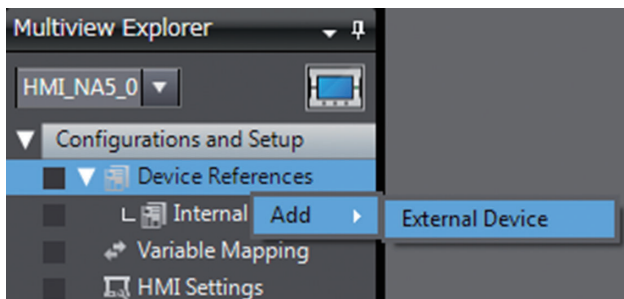 Multiview Explorer
HMI_NA5_0
Configurations and Setup
Device References
Internal
Add
External Device
Variable Mapping
HMI Settings